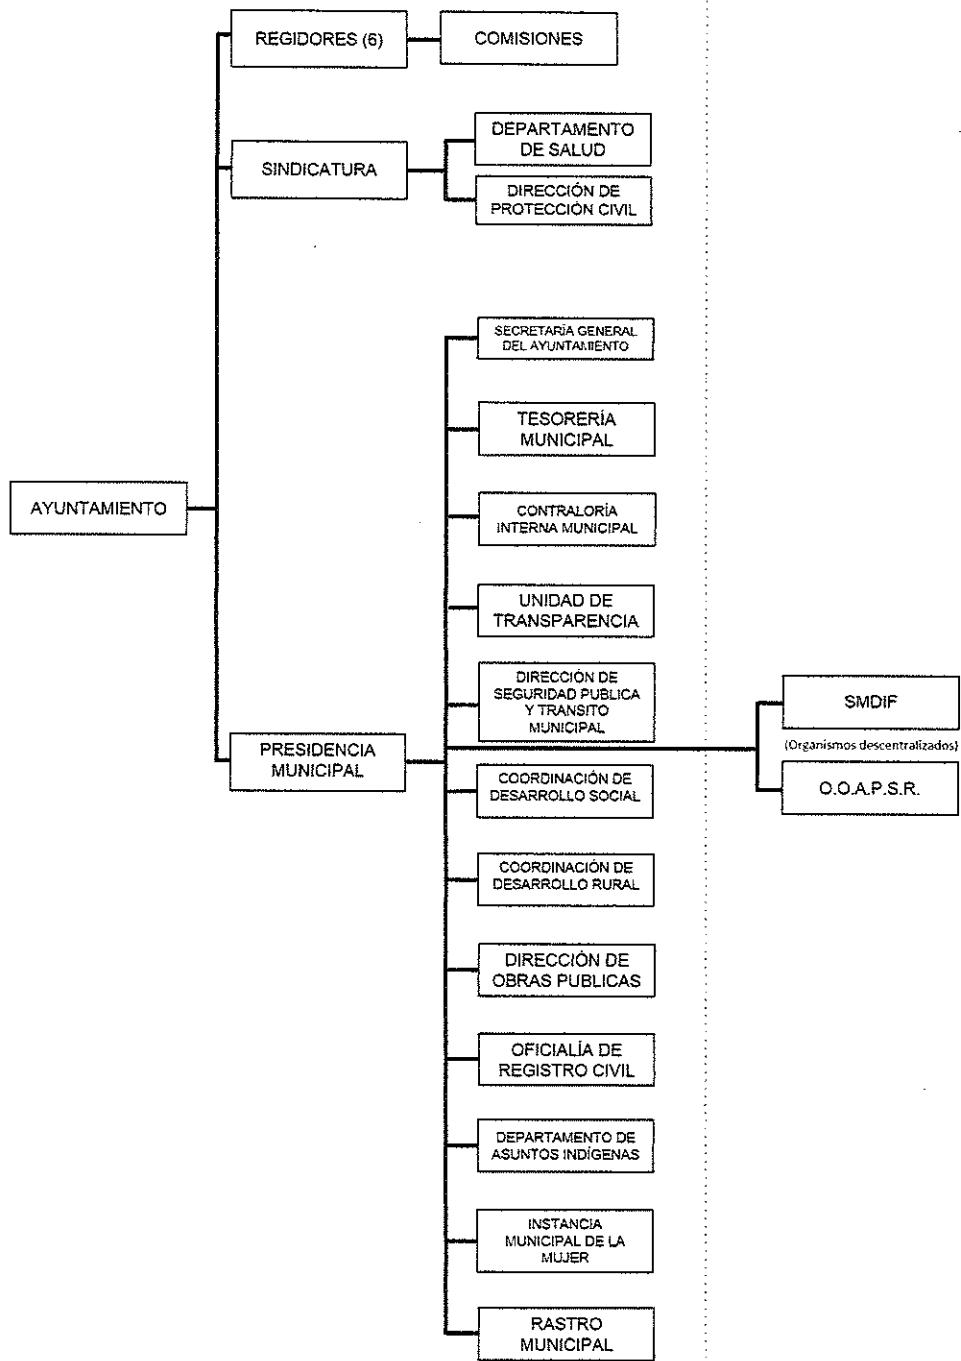 REGIDORES (6)
COMISIONES
SINDICATURA
DEPARTAMENTO
DE SALUD
DIRECCIÓN DE
PROTECCIÓN CIVIL
AYUNTAMIENTO
PRESIDENCIA
MUNICIPAL
SECRETARÍA GENERAL
DEL AYUNTAMIENTO
TESORERÍA
MUNICIPAL
CONTRALORÍA
INTERNA MUNICIPAL
UNIDAD DE
TRANSPARENCIA
DIRECCIÓN DE
SEGURIDAD PUBLICA
Y TRANSITO
MUNICIPAL
SMDIF
(Organismos descentralizados)
O.O.A.P.S.R.
COORDINACIÓN DE
DESARROLLO SOCIAL
COORDINACIÓN DE
DESARROLLO RURAL
DIRECCIÓN DE
OBRAS PUBLICAS
OFICIALÍA DE
REGISTRO CIVIL
DEPARTAMENTO DE
ASUNTOS INDÍGENAS
INSTANCIA
MUNICIPAL DE LA
MUJER
RASTRO
MUNICIPAL